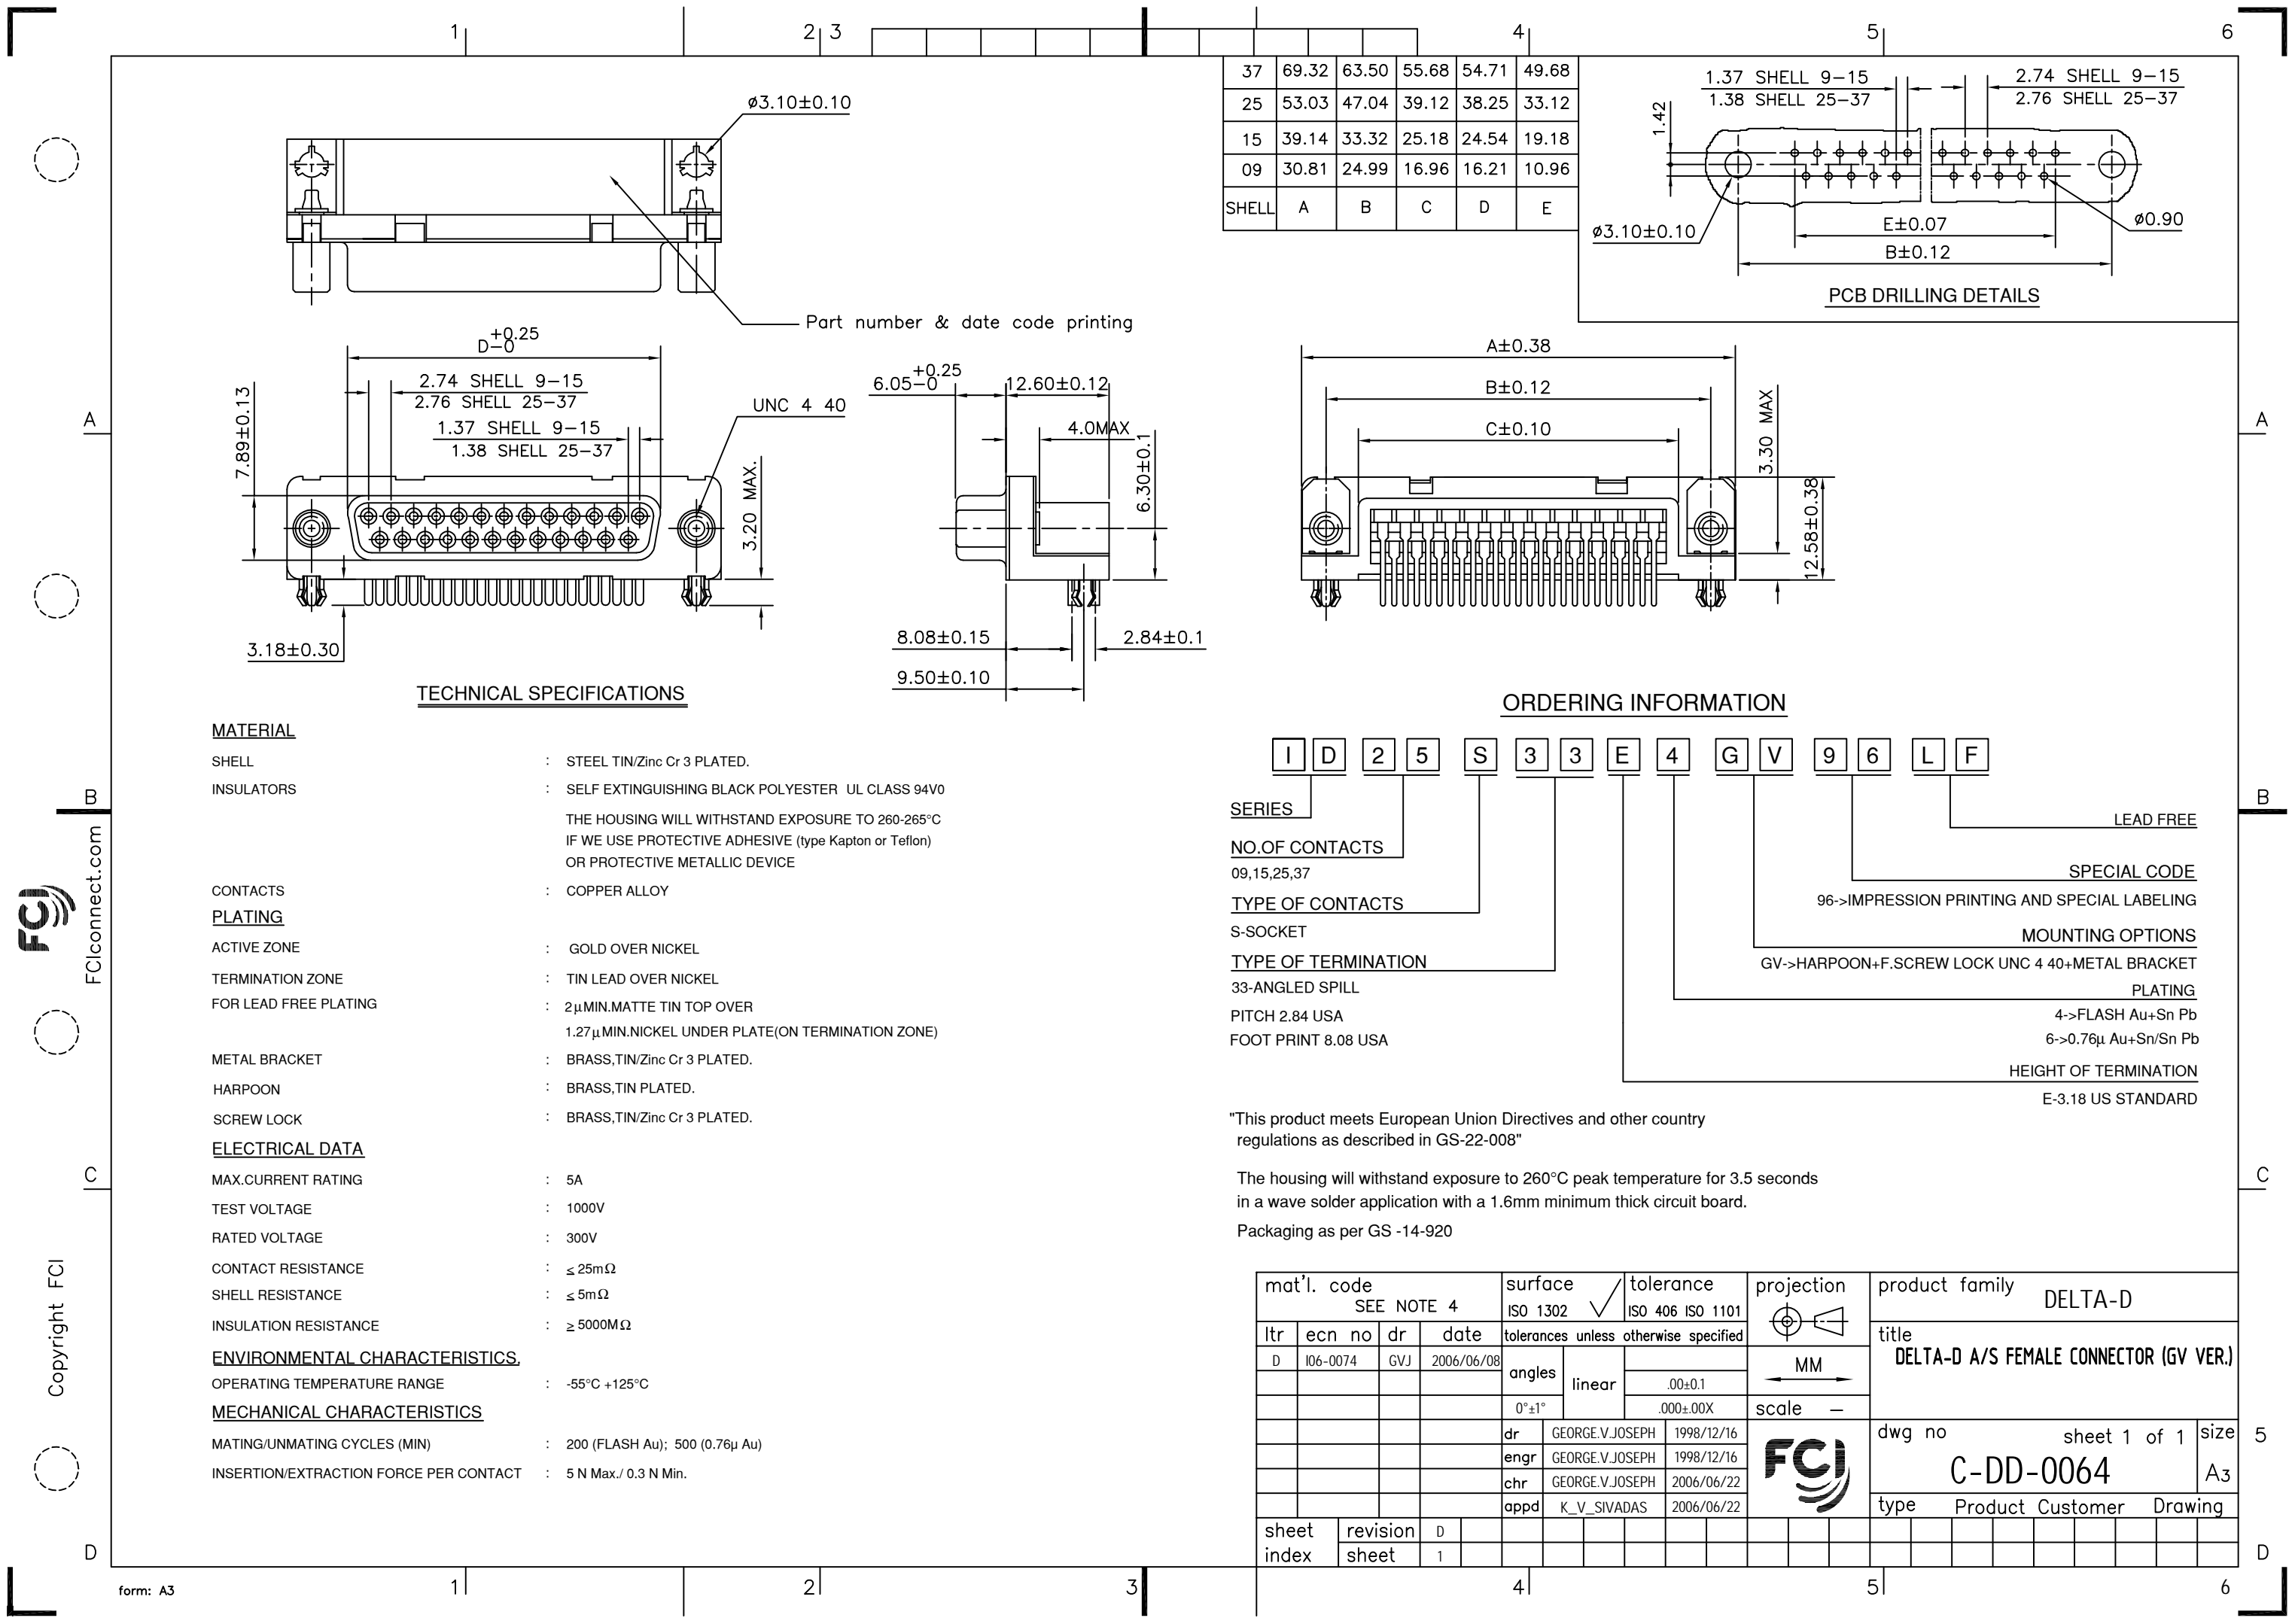 1
2
3
4
5
6
37 69.32 63.50 55.68 54.71 49.68
25 53.03 47.04 39.12 38.25 33.12
15 39.14 33.32 25.18 24.54 19.18
09 30.81 24.99 16.96 16.21 10.96
SHELL A B C D E
1.37 SHELL 9-15
1.38 SHELL 25-37
2.74 SHELL 9-15
2.76 SHELL 25-37
1.42
ø3.10±0.10
ø0.90
E±0.07
B±0.12
PCB DRILLING DETAILS
ø3.10±0.10
Part number & date code printing
+0.25
D-0
2.74 SHELL 9-15
2.76 SHELL 25-37
1.37 SHELL 9-15
1.38 SHELL 25-37
7.89±0.13
UNC 4 40
3.20 MAX.
3.18±0.30
+0.25
6.05-0
12.60±0.12
4.0MAX
6.30±0.1
8.08±0.15
2.84±0.1
9.50±0.10
A±0.38
B±0.12
C±0.10
3.30 MAX
12.58±0.38
A
A
B
B
C
C
D
D
TECHNICAL SPECIFICATIONS
MATERIAL
SHELL : STEEL TIN/Zinc Cr 3 PLATED.
INSULATORS : SELF EXTINGUISHING BLACK POLYESTER UL CLASS 94V0
THE HOUSING WILL WITHSTAND EXPOSURE TO 260-265°C
IF WE USE PROTECTIVE ADHESIVE (type Kapton or Teflon)
OR PROTECTIVE METALLIC DEVICE
CONTACTS : COPPER ALLOY
PLATING
ACTIVE ZONE : GOLD OVER NICKEL
TERMINATION ZONE : TIN LEAD OVER NICKEL
FOR LEAD FREE PLATING : 2µMIN.MATTE TIN TOP OVER
1.27µMIN.NICKEL UNDER PLATE(ON TERMINATION ZONE)
METAL BRACKET : BRASS,TIN/Zinc Cr 3 PLATED.
HARPOON : BRASS,TIN PLATED.
SCREW LOCK : BRASS,TIN/Zinc Cr 3 PLATED.
ELECTRICAL DATA
MAX.CURRENT RATING : 5A
TEST VOLTAGE : 1000V
RATED VOLTAGE : 300V
CONTACT RESISTANCE : ≤ 25mΩ
SHELL RESISTANCE : ≤ 5mΩ
INSULATION RESISTANCE : ≥ 5000MΩ
ENVIRONMENTAL CHARACTERISTICS.
OPERATING TEMPERATURE RANGE : -55°C +125°C
MECHANICAL CHARACTERISTICS
MATING/UNMATING CYCLES (MIN) : 200 (FLASH Au); 500 (0.76µ Au)
INSERTION/EXTRACTION FORCE PER CONTACT : 5 N Max./ 0.3 N Min.
ORDERING INFORMATION
I D 2 5 S 3 3 E 4 G V 9 6 L F
SERIES
NO.OF CONTACTS
09,15,25,37
TYPE OF CONTACTS
S-SOCKET
TYPE OF TERMINATION
33-ANGLED SPILL
PITCH 2.84 USA
FOOT PRINT 8.08 USA
LEAD FREE
SPECIAL CODE
96->IMPRESSION PRINTING AND SPECIAL LABELING
MOUNTING OPTIONS
GV->HARPOON+F.SCREW LOCK UNC 4 40+METAL BRACKET
PLATING
4->FLASH Au+Sn Pb
6->0.76µ Au+Sn/Sn Pb
HEIGHT OF TERMINATION
E-3.18 US STANDARD
"This product meets European Union Directives and other country
regulations as described in GS-22-008"
The housing will withstand exposure to 260°C peak temperature for 3.5 seconds
in a wave solder application with a 1.6mm minimum thick circuit board.
Packaging as per GS -14-920
mat'l. code
SEE NOTE 4
surface
ISO 1302
tolerance
ISO 406 ISO 1101
projection
product family
DELTA-D
ltr ecn no dr date
tolerances unless otherwise specified
D I06-0074 GVJ 2006/06/08
angles
linear
.00±0.1
0°±1°
.000±.00X
MM
scale –
title
DELTA-D A/S FEMALE CONNECTOR (GV VER.)
dr GEORGE.V.JOSEPH 1998/12/16
engr GEORGE.V.JOSEPH 1998/12/16
chr GEORGE.V.JOSEPH 2006/06/22
appd K_V_SIVADAS 2006/06/22
FCI
dwg no
sheet 1 of 1
size
C-DD-0064
A3
5
type Product Customer Drawing
sheet index
revision D
sheet 1
FCI
FCIconnect.com
Copyright FCI
form: A3
1
2
3
4
5
6